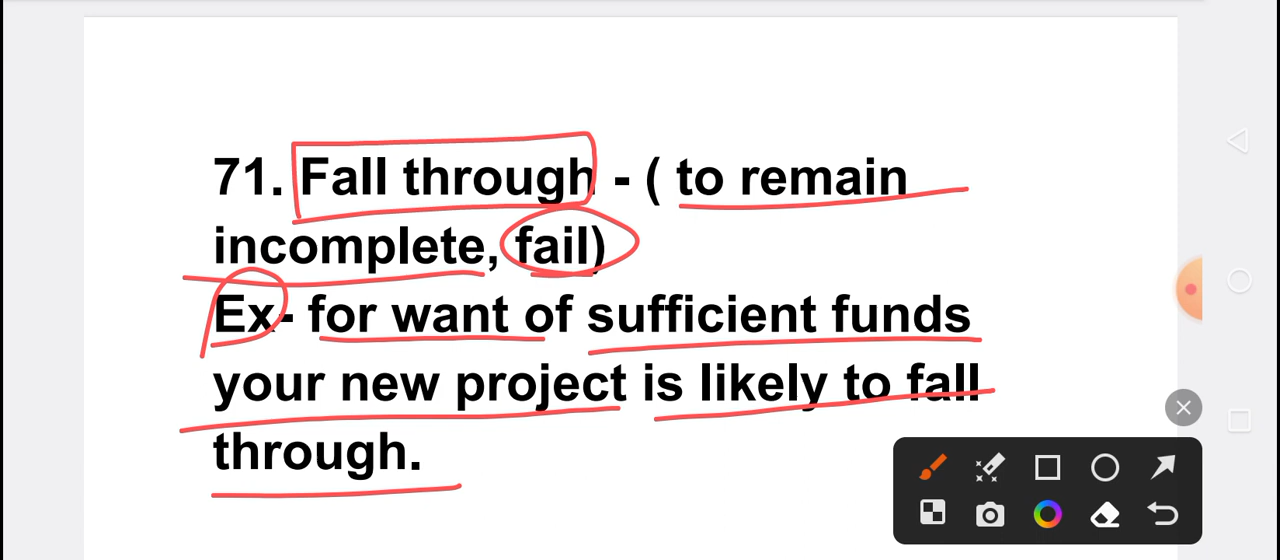 71. Fall through - ( to remain
incomplete, fail)
Ex- for want of sufficient funds
your new project is likely to fall
through.